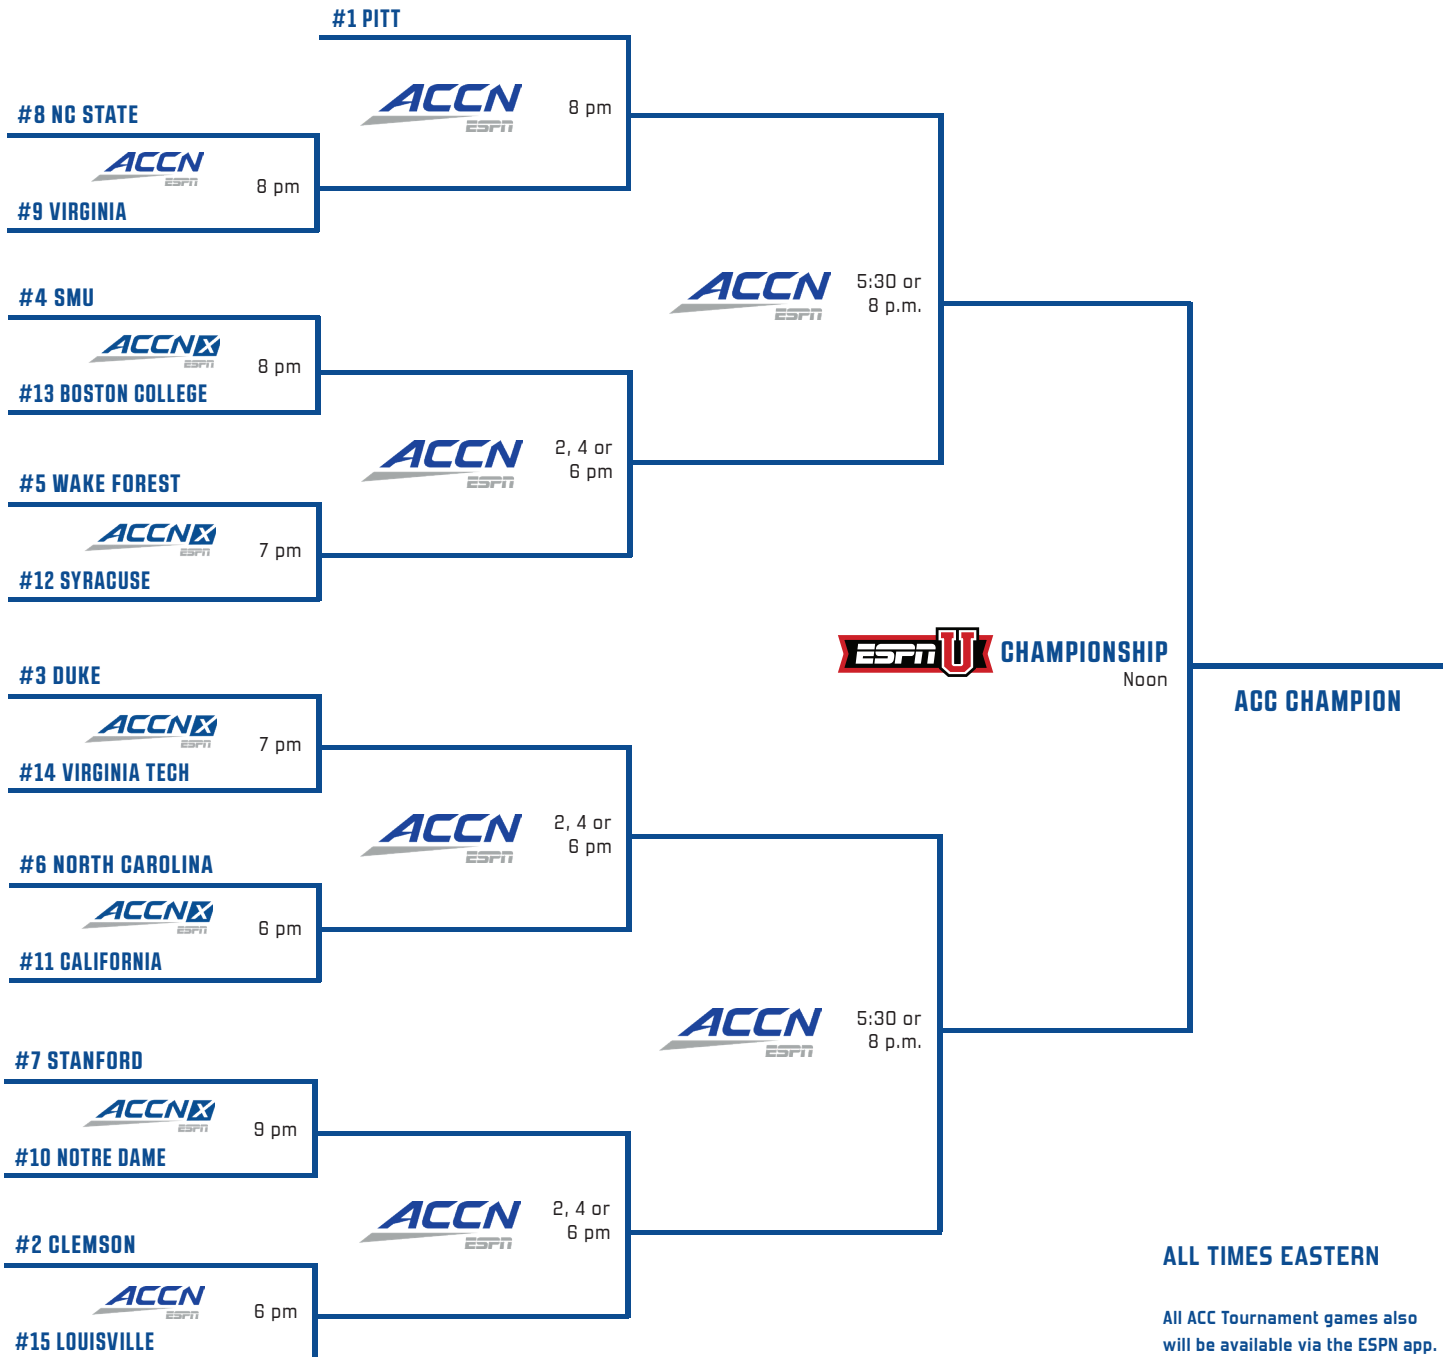 #1 PITT
ACCN
ESPN
8 pm
#8 NC STATE
ACCN
ESPN
8 pm
#9 VIRGINIA
#4 SMU
ACCNX
ESPN
8 pm
#13 BOSTON COLLEGE
ACCN
ESPN
5:30 or
8 p.m.
ACCN
ESPN
2, 4 or
6 pm
#5 WAKE FOREST
ACCNX
ESPN
7 pm
#12 SYRACUSE
ESPN U CHAMPIONSHIP
Noon
ACC CHAMPION
#3 DUKE
ACCNX
ESPN
7 pm
#14 VIRGINIA TECH
ACCN
ESPN
2, 4 or
6 pm
#6 NORTH CAROLINA
ACCNX
ESPN
6 pm
#11 CALIFORNIA
ACCN
ESPN
5:30 or
8 p.m.
#7 STANFORD
ACCNX
ESPN
9 pm
#10 NOTRE DAME
ACCN
ESPN
2, 4 or
6 pm
#2 CLEMSON
ACCN
ESPN
6 pm
#15 LOUISVILLE
ALL TIMES EASTERN
All ACC Tournament games also
will be available via the ESPN app.